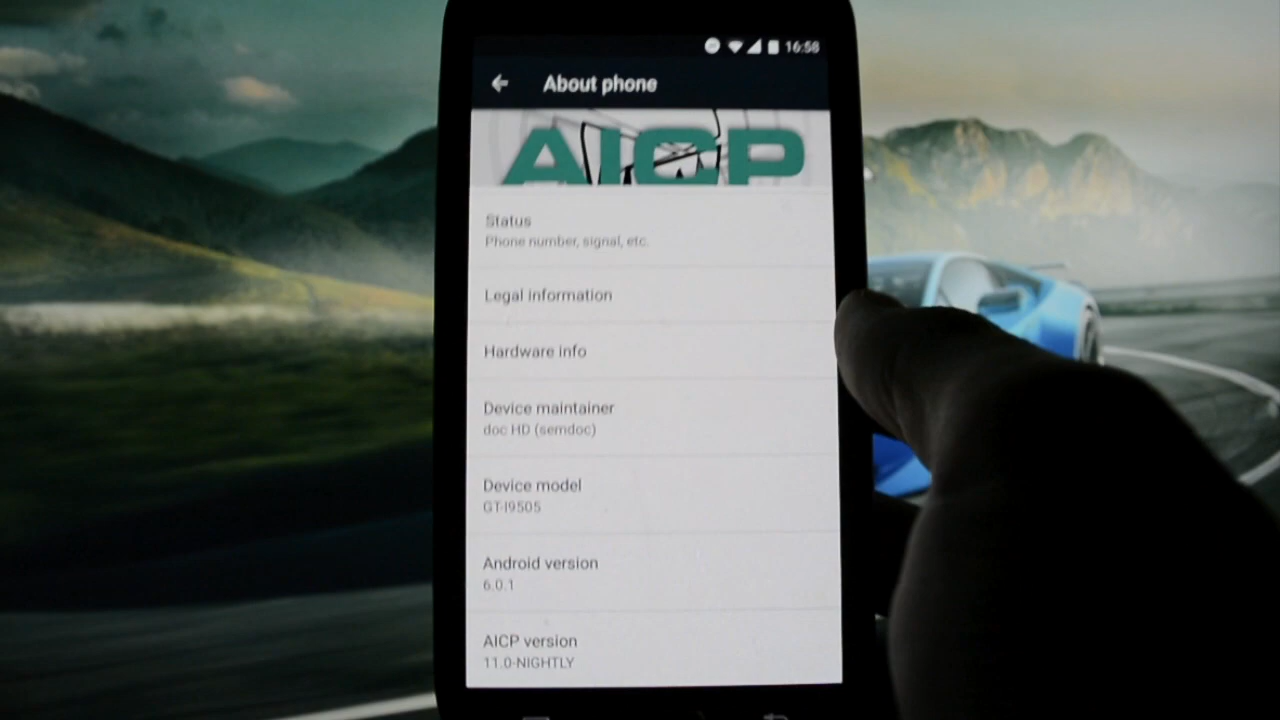 16:58
About phone
AICP
Status
Phone number, signal, etc.
Legal information
Hardware info
Device maintainer
doc HD (semdoc)
Device model
GT-I9505
Android version
6.0.1
AICP version
11.0-NIGHTLY